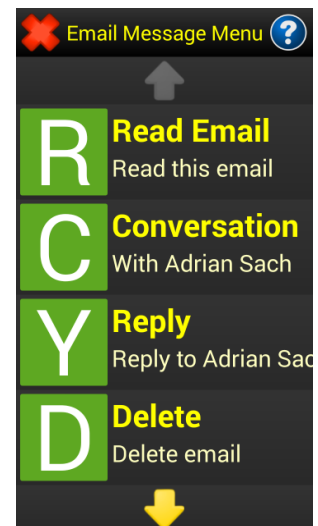 Email Message Menu ?
R Read Email
Read this email
C Conversation
With Adrian Sach
Y Reply
Reply to Adrian Sac
D Delete
Delete email